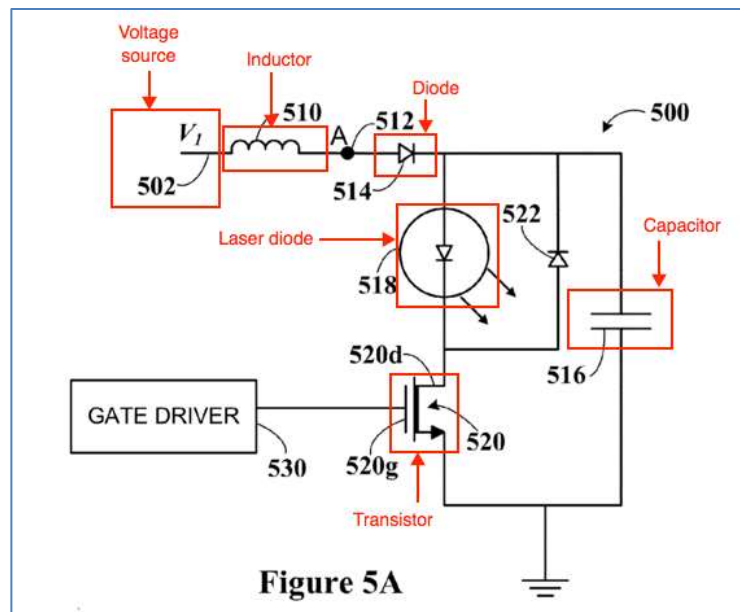 Voltage
source
Inductor
510
Diode
A
512
500
V1
502
514
522
Capacitor
Laser diode
518
520d
516
GATE DRIVER
520
530
520g
Transistor
Figure 5A